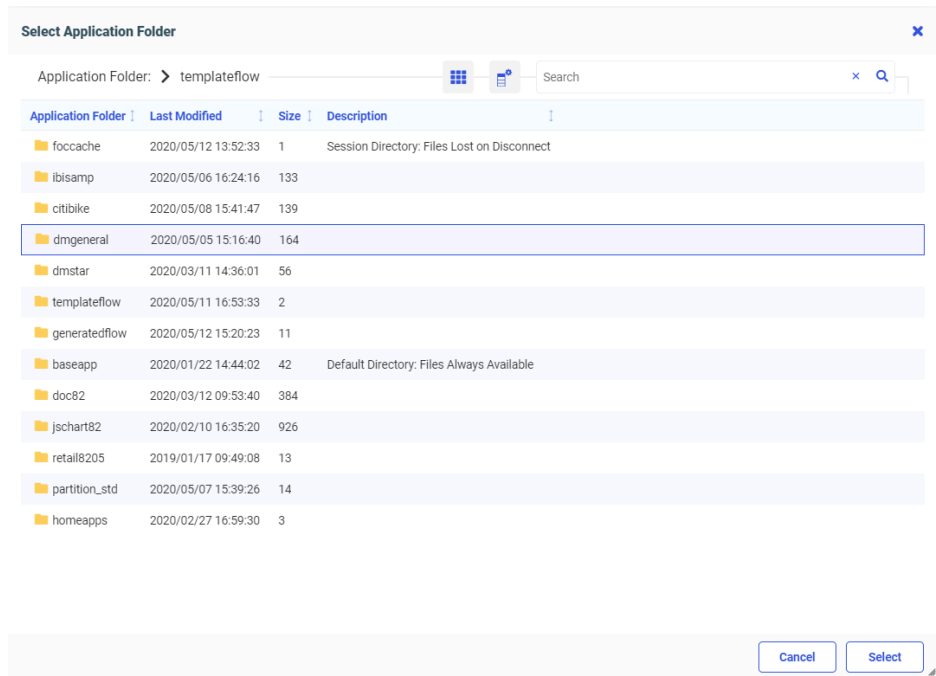 Select Application Folder
Application Folder: templateflow Search
Application Folder Last Modified Size Description
foccache 2020/05/12 13:52:33 1 Session Directory: Files Lost on Disconnect
ibisamp 2020/05/06 16:24:16 133
citibike 2020/05/08 15:41:47 139
dmgeneral 2020/05/05 15:16:40 164
dmstar 2020/03/11 14:36:01 56
templateflow 2020/05/11 16:53:33 2
generatedflow 2020/05/12 15:20:23 11
baseapp 2020/01/22 14:44:02 42 Default Directory: Files Always Available
doc82 2020/03/12 09:53:40 384
jschart82 2020/02/10 16:35:20 926
retail8205 2019/01/17 09:49:08 13
partition_std 2020/05/07 15:39:26 14
homeapps 2020/02/27 16:59:30 3
Cancel Select